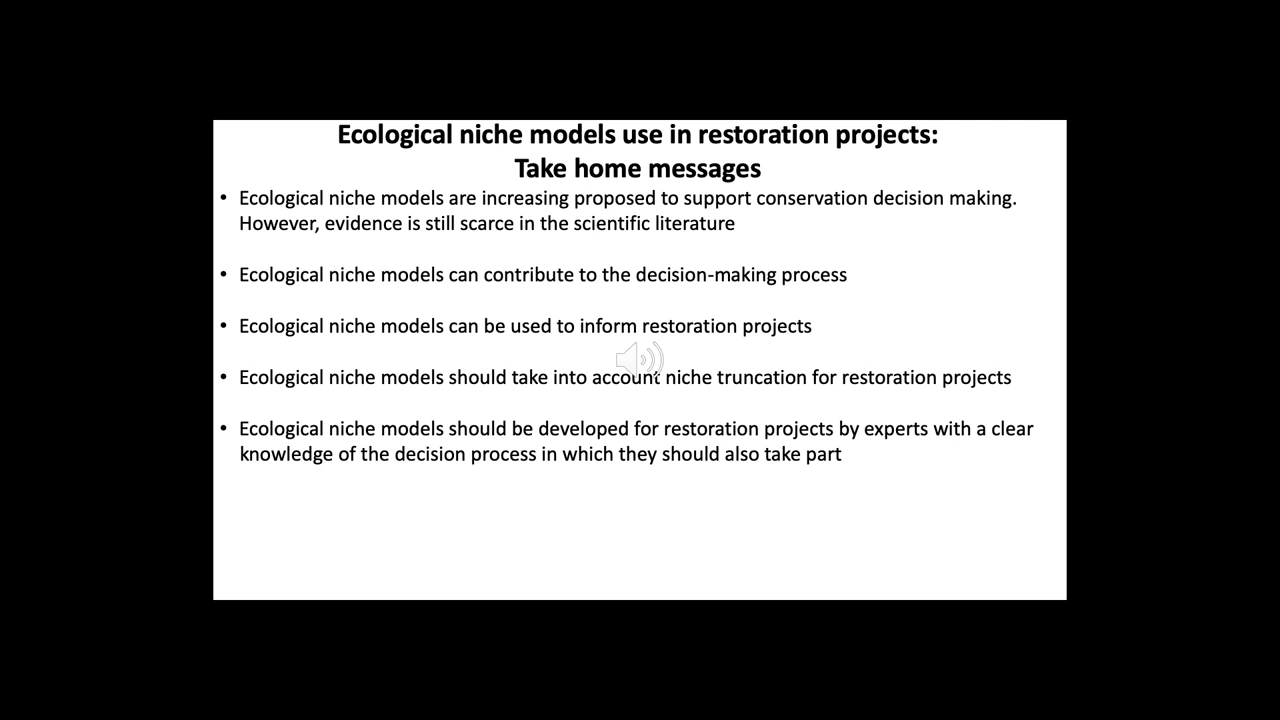 Ecological niche models use in restoration projects:
Take home messages
• Ecological niche models are increasing proposed to support conservation decision making.
However, evidence is still scarce in the scientific literature
• Ecological niche models can contribute to the decision-making process
• Ecological niche models can be used to inform restoration projects
• Ecological niche models should take into account niche truncation for restoration projects
• Ecological niche models should be developed for restoration projects by experts with a clear
knowledge of the decision process in which they should also take part